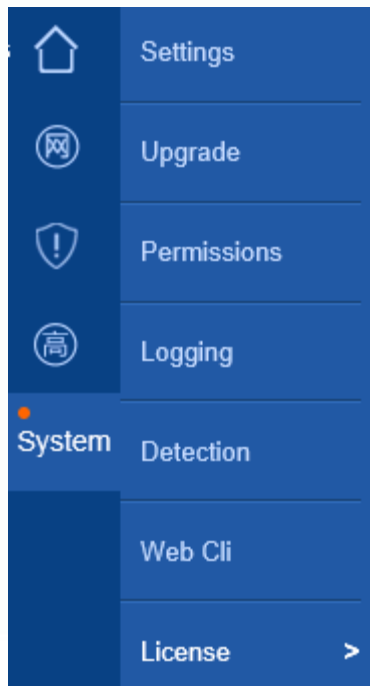 Settings
网
Upgrade
Permissions
高
Logging
System
Detection
Web Cli
License >